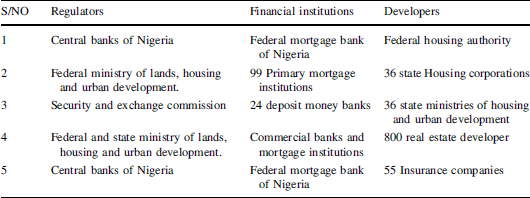 S/NO Regulators Financial institutions Developers
1 Central banks of Nigeria Federal mortgage bank Federal housing authority
of Nigeria
2 Federal ministry of lands, housing 99 Primary mortgage 36 state Housing corporations
and urban development. institutions
3 Security and exchange commission 24 deposit money banks 36 state ministries of housing
and urban development
4 Federal and state ministry of lands, Commercial banks and 800 real estate developer
housing and urban development. mortgage institutions
5 Central banks of Nigeria Federal mortgage bank 55 Insurance companies
of Nigeria